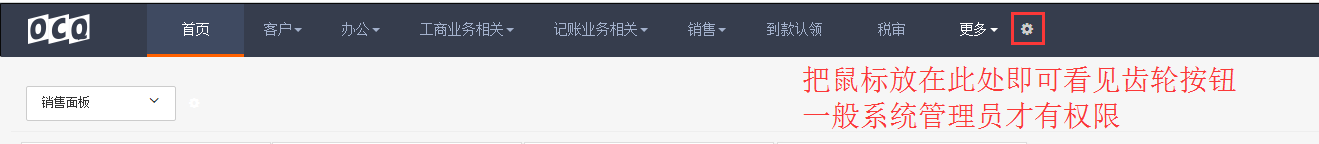 OCO 首页 客户 办公 工商业务相关 记账业务相关 销售 到款认领 税审 更多
把鼠标放在此处即可看见齿轮按钮
销售面板
一般系统管理员才有权限